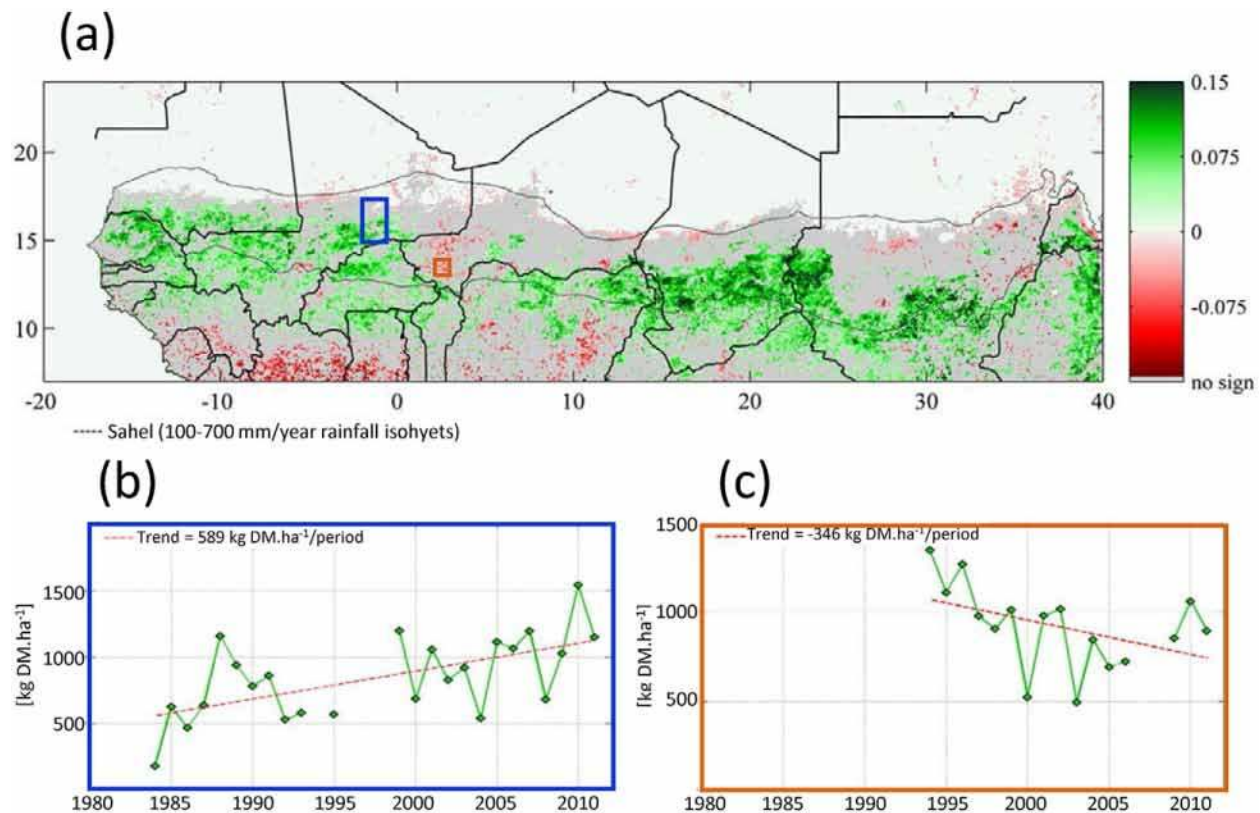 (a)
20
15
10
-20 -10 0 10 20 30 40
0.15
0.075
0
-0.075
no sign
Sahel (100-700 mm/year rainfall isohyets)
(b)
Trend = 589 kg DM.ha⁻¹/period
[kg DM.ha⁻¹]
1500
1000
500
1980 1985 1990 1995 2000 2005 2010
(c)
Trend = -346 kg DM.ha⁻¹/period
[kg DM.ha⁻¹]
1500
1000
500
1980 1985 1990 1995 2000 2005 2010